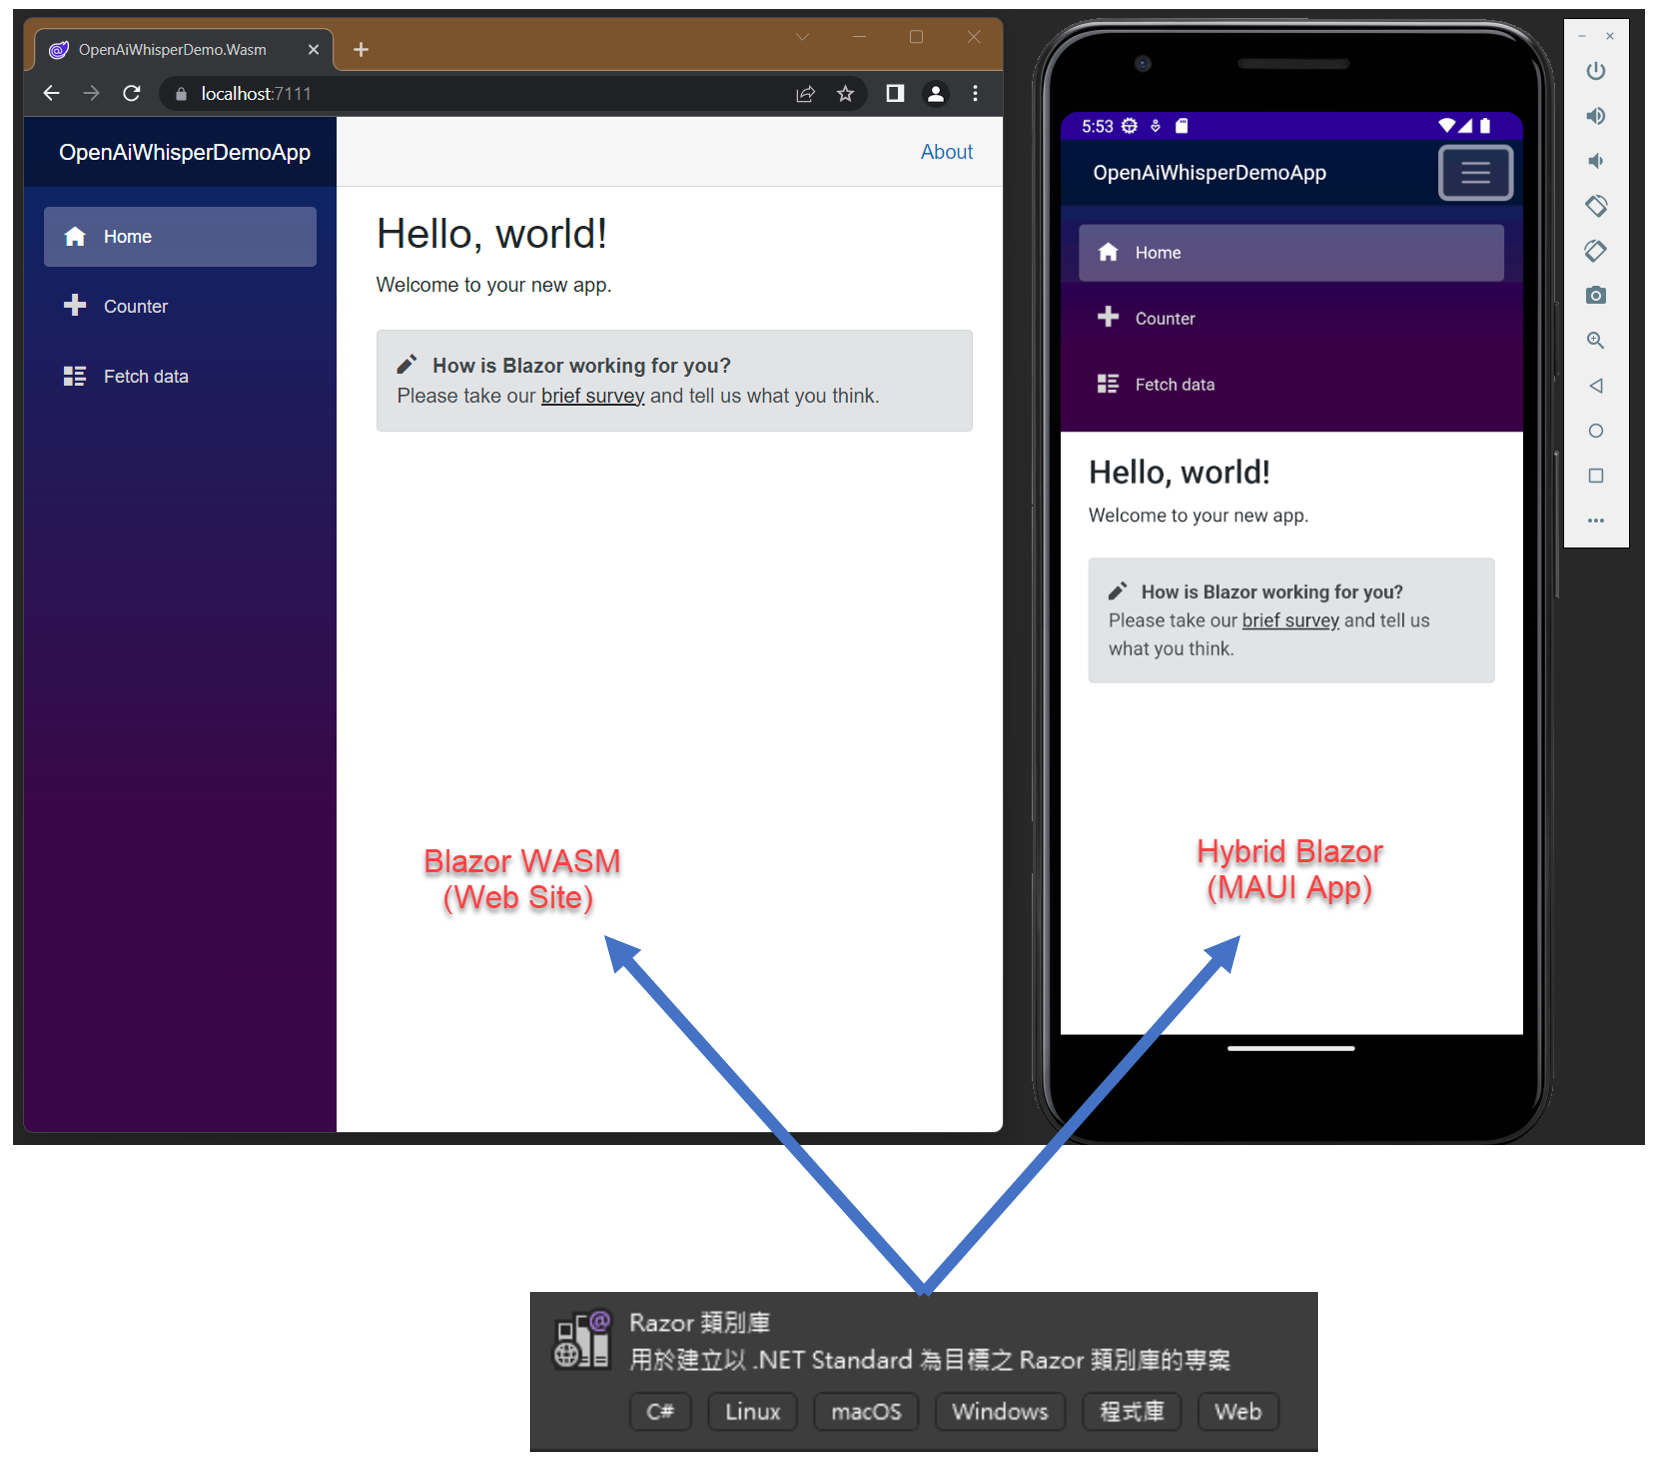 OpenAiWhisperDemo.Wasm
localhost:7111
OpenAiWhisperDemoApp
About
Home
Counter
Fetch data
Hello, world!
Welcome to your new app.
How is Blazor working for you?
Please take our brief survey and tell us what you think.
Blazor WASM
(Web Site)
5:53
OpenAiWhisperDemoApp
Home
Counter
Fetch data
Hello, world!
Welcome to your new app.
How is Blazor working for you?
Please take our brief survey and tell us
what you think.
Hybrid Blazor
(MAUI App)
Razor 類別庫
用於建立以 .NET Standard 為目標之 Razor 類別庫的專案
C# Linux macOS Windows 程式庫 Web